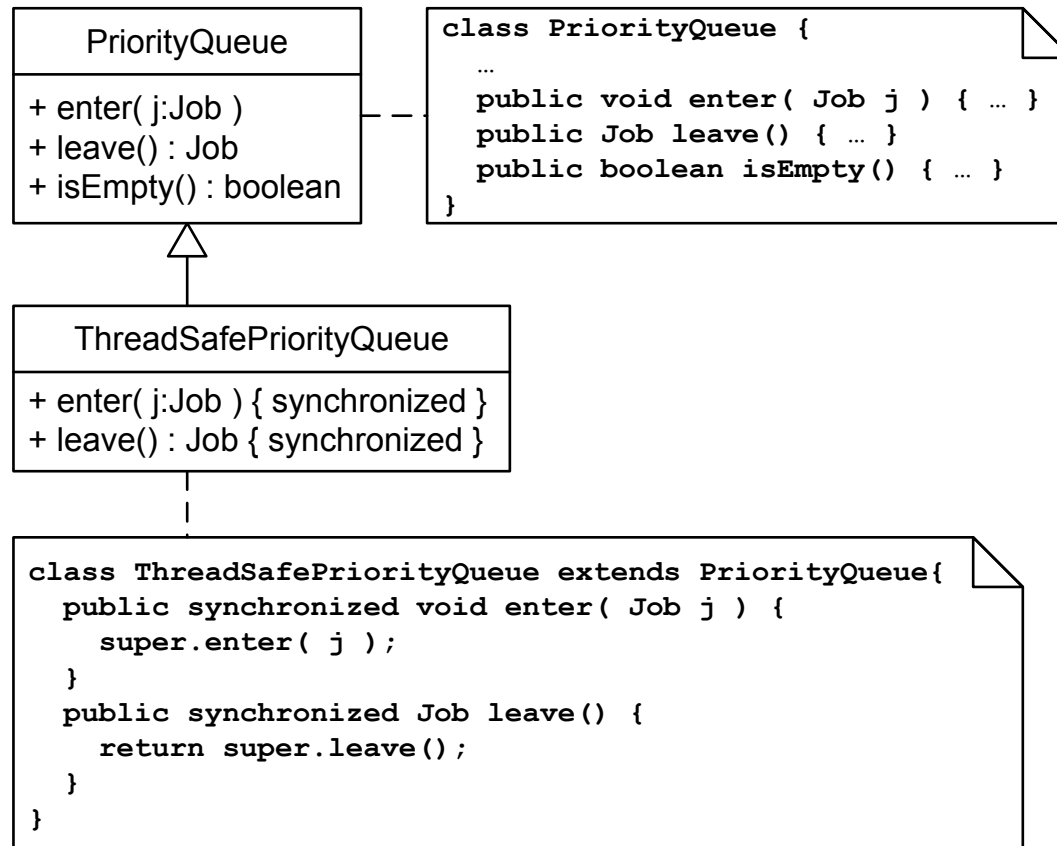 PriorityQueue
+ enter( j:Job )
+ leave() : Job
+ isEmpty() : boolean
class PriorityQueue {
  …
  public void enter( Job j ) { … }
  public Job leave() { … }
  public boolean isEmpty() { … }
}
ThreadSafePriorityQueue
+ enter( j:Job ) { synchronized }
+ leave() : Job { synchronized }
class ThreadSafePriorityQueue extends PriorityQueue{
  public synchronized void enter( Job j ) {
    super.enter( j );
  }
  public synchronized Job leave() {
    return super.leave();
  }
}